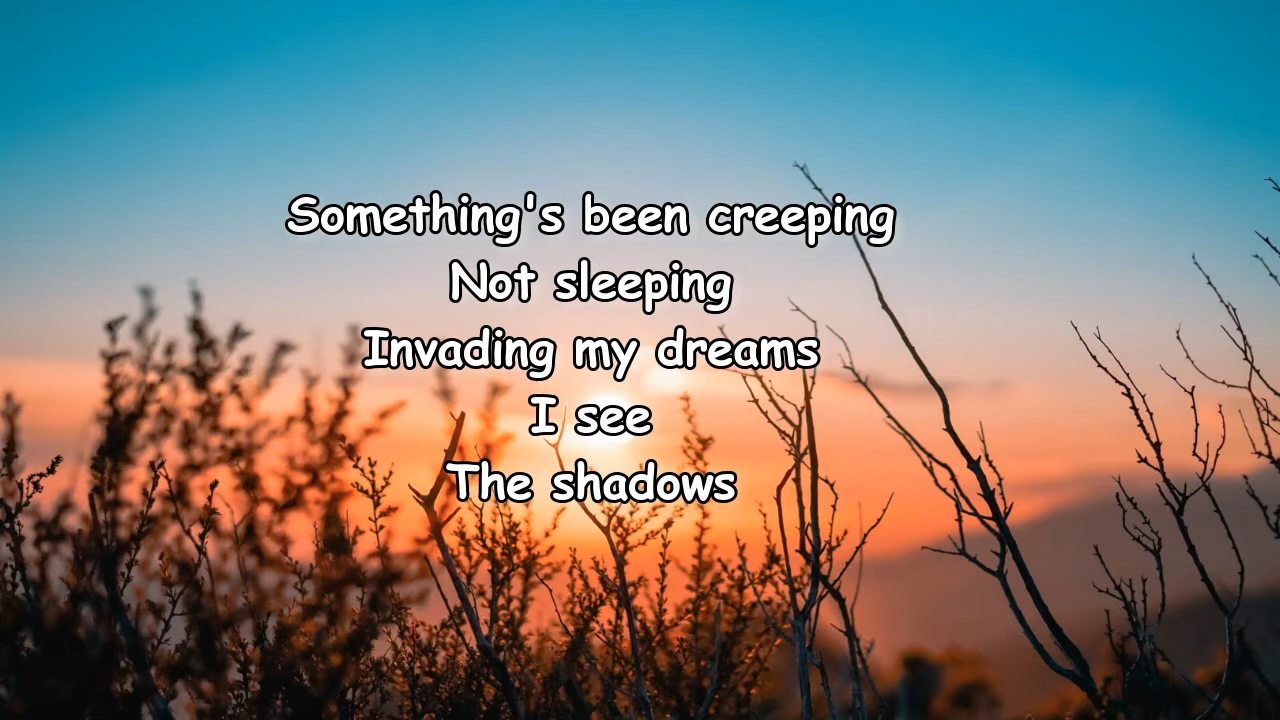 Something's been creeping
Not sleeping
Invading my dreams
I see
The shadows